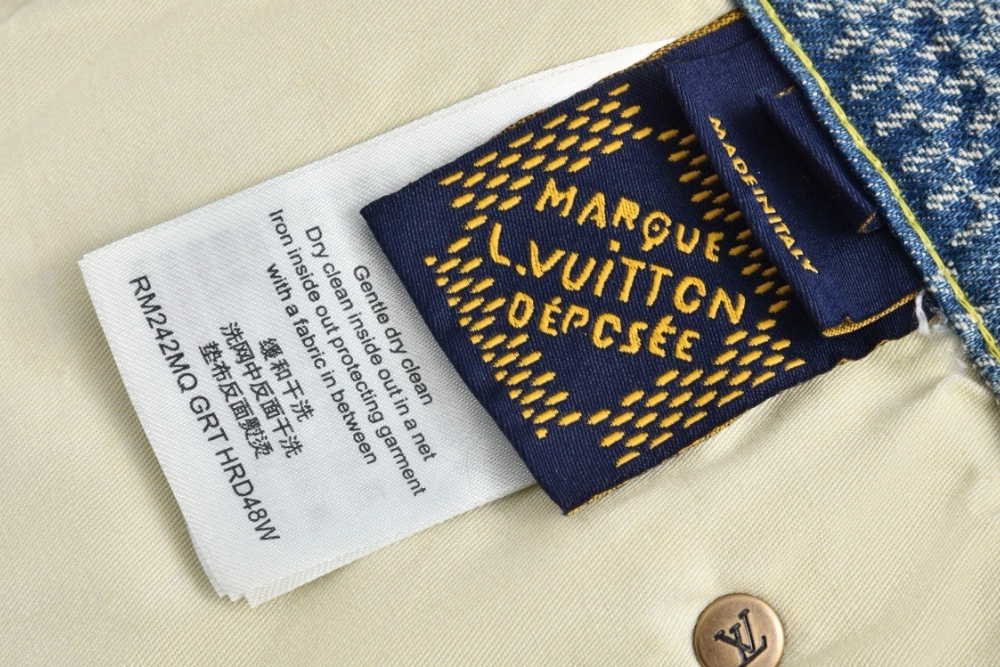 Gentle dry clean
Dry clean inside out in a net
Iron inside out protecting garment
with a fabric in between
缓和干洗
洗网中反面干洗
垫布反面熨烫
RM242MQ GRT HRD48W
MARQUE
L.VUITTON
DÉPOSÉE
MADE IN ITALY
LV